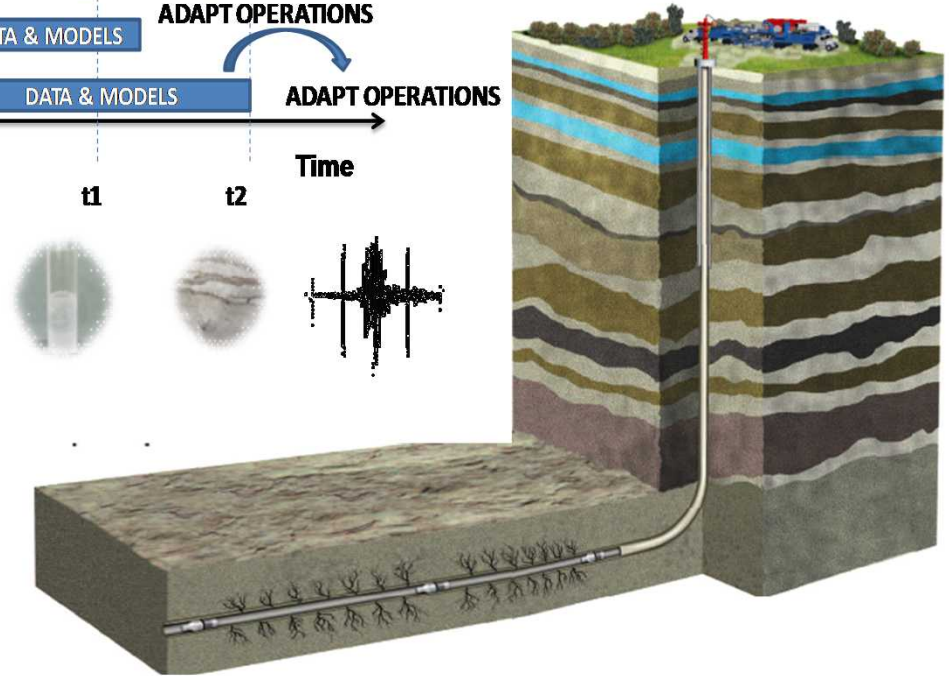 ADAPT OPERATIONS
TA & MODELS
DATA & MODELS
ADAPT OPERATIONS
Time
t1
t2